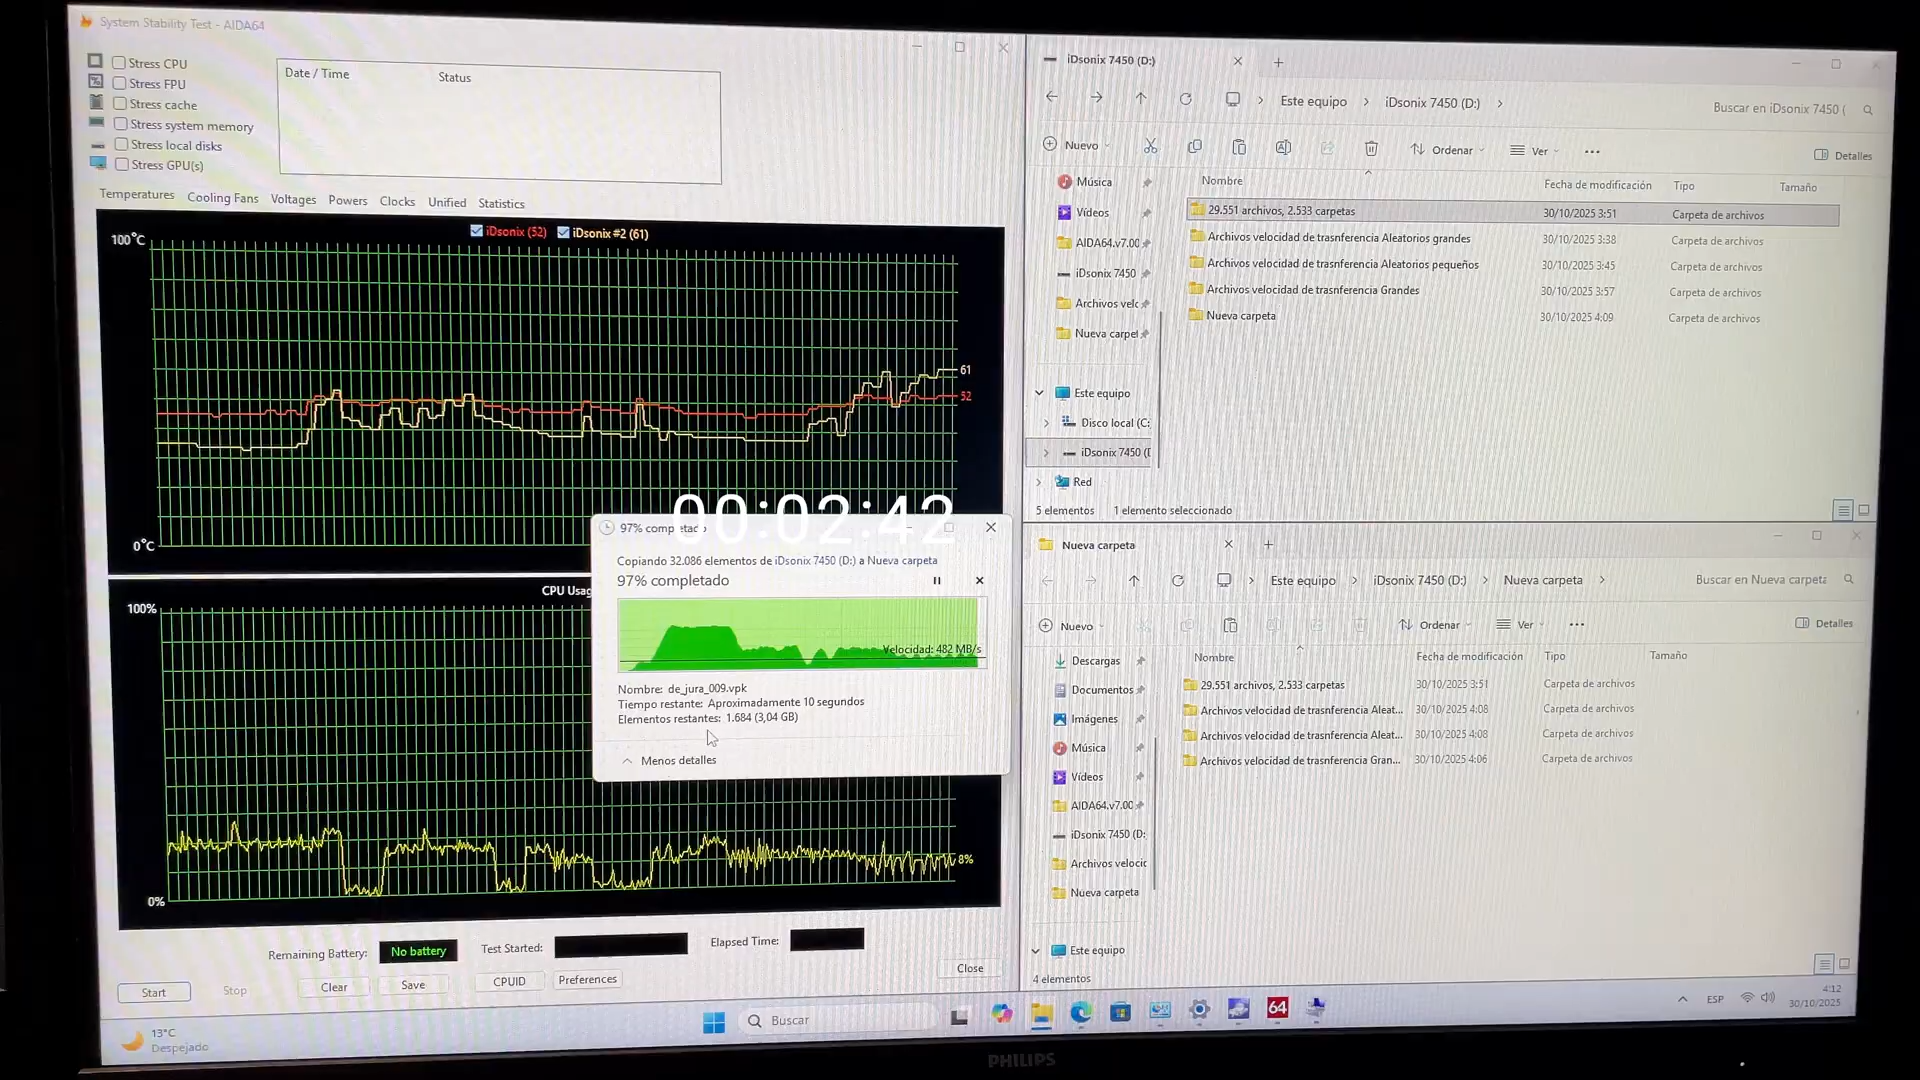 System Stability Test - AIDA64
Stress CPU
Stress FPU
Stress cache
Stress system memory
Stress local disks
Stress GPU(s)
Date / Time Status
Temperatures Cooling Fans Voltages Powers Clocks Unified Statistics
iDsonix (52) iDsonix #2 (61)
100°C
61
52
0°C
00:02:42
CPU Usag
100%
8%
0%
97% completado
Copiando 32.086 elementos de iDsonix 7450 (D:) a Nueva carpeta
97% completado
Velocidad: 482 MB/s
Nombre: de_jura_009.vpk
Tiempo restante: Aproximadamente 10 segundos
Elementos restantes: 1.684 (3,04 GB)
Menos detalles
Remaining Battery: No battery Test Started: Elapsed Time:
Start Stop Clear Save CPUID Preferences Close
iDsonix 7450 (D:)
Este equipo iDsonix 7450 (D:) Buscar en iDsonix 7450 (
Nuevo Ordenar Ver Detalles
Música
Vídeos
AIDA64.v7.00
iDsonix 7450
Archivos velc
Nueva carpet
Este equipo
Disco local (C:
iDsonix 7450 (D
Red
Nombre Fecha de modificación Tipo Tamaño
29.551 archivos, 2.533 carpetas 30/10/2025 3:51 Carpeta de archivos
Archivos velocidad de trasnferencia Aleatorios grandes 30/10/2025 3:38 Carpeta de archivos
Archivos velocidad de trasnferencia Aleatorios pequeños 30/10/2025 3:45 Carpeta de archivos
Archivos velocidad de trasnferencia Grandes 30/10/2025 3:57 Carpeta de archivos
Nueva carpeta 30/10/2025 4:09 Carpeta de archivos
5 elementos 1 elemento seleccionado
Nueva carpeta
Este equipo iDsonix 7450 (D:) Nueva carpeta Buscar en Nueva carpeta
Nuevo Ordenar Ver Detalles
Descargas
Documentos
Imágenes
Música
Vídeos
AIDA64.v7.00
iDsonix 7450 (D:
Archivos velocic
Nueva carpeta
Este equipo
Nombre Fecha de modificación Tipo Tamaño
29.551 archivos, 2.533 carpetas 30/10/2025 3:51 Carpeta de archivos
Archivos velocidad de trasnferencia Aleat... 30/10/2025 4:08 Carpeta de archivos
Archivos velocidad de trasnferencia Aleat... 30/10/2025 4:08 Carpeta de archivos
Archivos velocidad de trasnferencia Gran... 30/10/2025 4:06 Carpeta de archivos
4 elementos
13°C
Despejado
Buscar
64
ESP
4:12
30/10/2025
PHILIPS